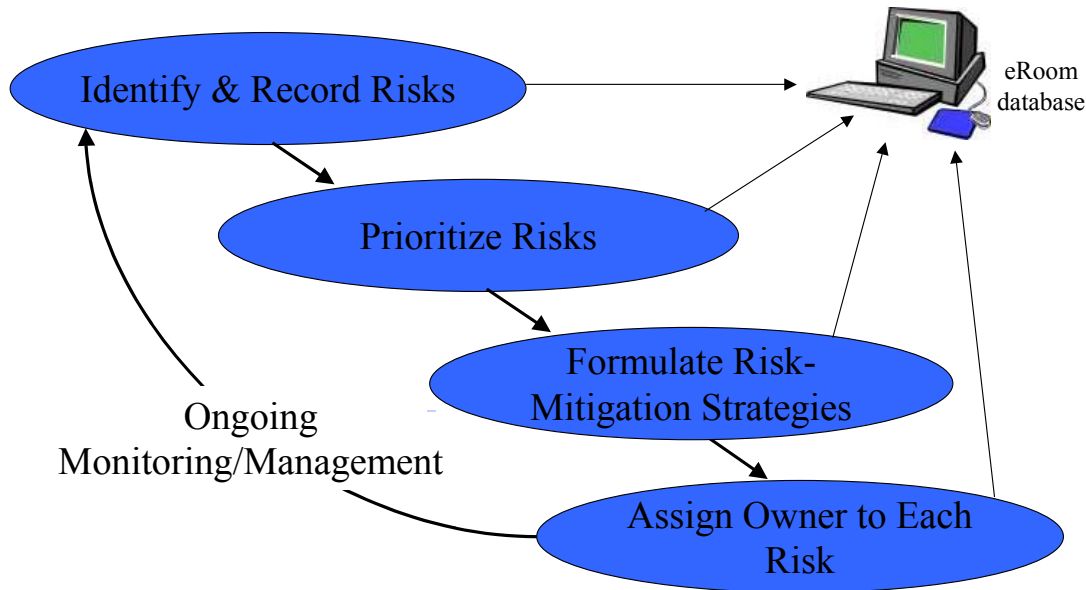 Identify & Record Risks
eRoom
database
Prioritize Risks
Formulate Risk-
Mitigation Strategies
Ongoing
Monitoring/Management
Assign Owner to Each
Risk